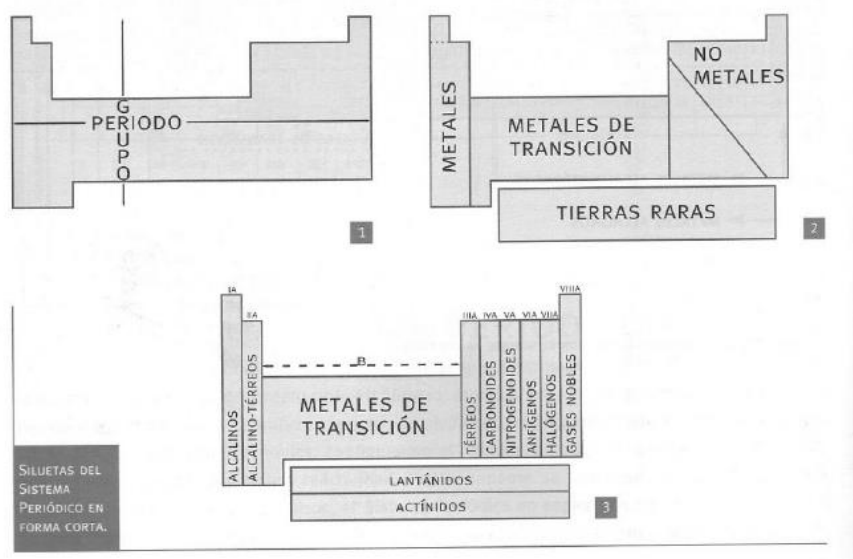 GRUPO
PERIODO
1
METALES
METALES DE
TRANSICIÓN
NO
METALES
TIERRAS RARAS
2
IA
IIA
B
IIIA IVA VA VIA VIIA
VIIIA
ALCALINOS
ALCALINO-TÉRREOS
METALES DE
TRANSICIÓN
TÉRREOS
CARBONOIDES
NITROGENOIDES
ANFÍGENOS
HALÓGENOS
GASES NOBLES
LANTÁNIDOS
ACTÍNIDOS
3
SILUETAS DEL
SISTEMA
PERIÓDICO EN
FORMA CORTA.